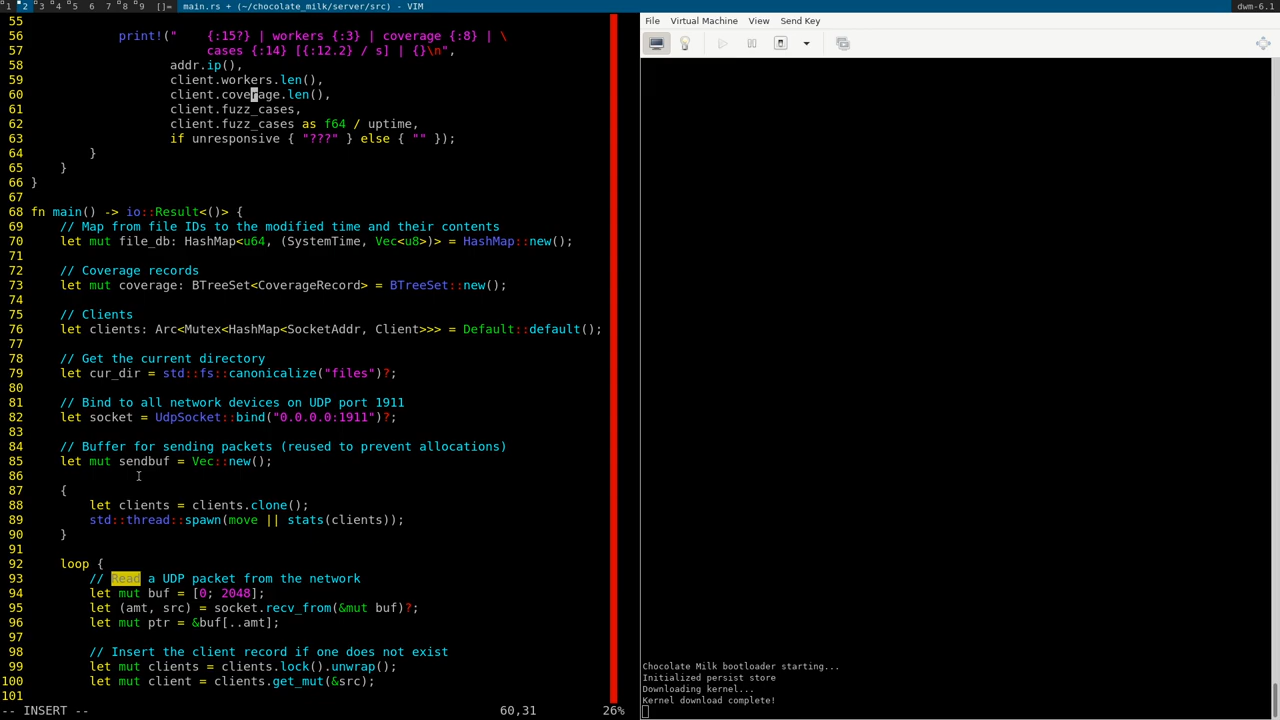 1 2 3 4 5 6 7 8 9 []= main.rs + (~/chocolate_milk/server/src) - VIM dwm-6.1
55
56             print!("    {:15?} | workers {:3} | coverage {:8} | \
57                         cases {:14} [{:12.2} / s] | {}\n",
58                    addr.ip(),
59                    client.workers.len(),
60                    client.coverage.len(),
61                    client.fuzz_cases,
62                    client.fuzz_cases as f64 / uptime,
63                    if unresponsive { "???" } else { "" });
64         }
65     }
66 }
67
68 fn main() -> io::Result<()> {
69     // Map from file IDs to the modified time and their contents
70     let mut file_db: HashMap<u64, (SystemTime, Vec<u8>)> = HashMap::new();
71
72     // Coverage records
73     let mut coverage: BTreeSet<CoverageRecord> = BTreeSet::new();
74
75     // Clients
76     let clients: Arc<Mutex<HashMap<SocketAddr, Client>>> = Default::default();
77
78     // Get the current directory
79     let cur_dir = std::fs::canonicalize("files")?;
80
81     // Bind to all network devices on UDP port 1911
82     let socket = UdpSocket::bind("0.0.0.0:1911")?;
83
84     // Buffer for sending packets (reused to prevent allocations)
85     let mut sendbuf = Vec::new();
86
87     {
88         let clients = clients.clone();
89         std::thread::spawn(move || stats(clients));
90     }
91
92     loop {
93         // Read a UDP packet from the network
94         let mut buf = [0; 2048];
95         let (amt, src) = socket.recv_from(&mut buf)?;
96         let mut ptr = &buf[..amt];
97
98         // Insert the client record if one does not exist
99         let mut clients = clients.lock().unwrap();
100         let mut client = clients.get_mut(&src);
101
-- INSERT -- 60,31 26%
File Virtual Machine View Send Key
Chocolate Milk bootloader starting...
Initialized persist store
Downloading kernel...
Kernel download complete!